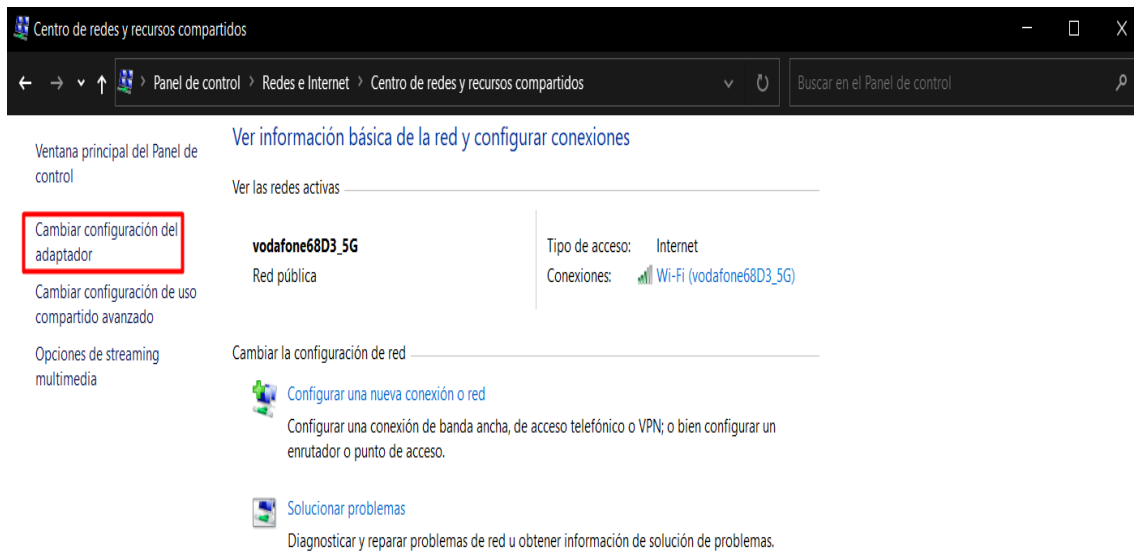 Centro de redes y recursos compartidos
Panel de control > Redes e Internet > Centro de redes y recursos compartidos
Buscar en el Panel de control
Ventana principal del Panel de
control
Cambiar configuración del
adaptador
Cambiar configuración de uso
compartido avanzado
Opciones de streaming
multimedia
Ver información básica de la red y configurar conexiones
Ver las redes activas
vodafone68D3_5G
Red pública
Tipo de acceso: Internet
Conexiones: Wi-Fi (vodafone68D3_5G)
Cambiar la configuración de red
Configurar una nueva conexión o red
Configurar una conexión de banda ancha, de acceso telefónico o VPN; o bien configurar un
enrutador o punto de acceso.
Solucionar problemas
Diagnosticar y reparar problemas de red u obtener información de solución de problemas.